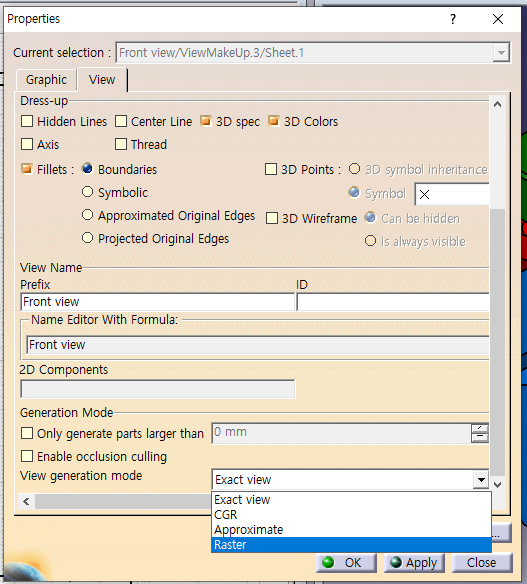 Properties
? ×
Current selection : Front view/ViewMakeUp.3/Sheet.1
Graphic View
Dress-up
Hidden Lines Center Line 3D spec 3D Colors
Axis Thread
Fillets : Boundaries 3D Points : 3D symbol inheritance
Symbolic Symbol ×
Approximated Original Edges 3D Wireframe Can be hidden
Projected Original Edges Is always visible
View Name
Prefix ID
Front view
Name Editor With Formula:
Front view
2D Components
Generation Mode
Only generate parts larger than 0 mm
Enable occlusion culling
View generation mode Exact view
Exact view
CGR
Approximate
Raster
...
OK Apply Close